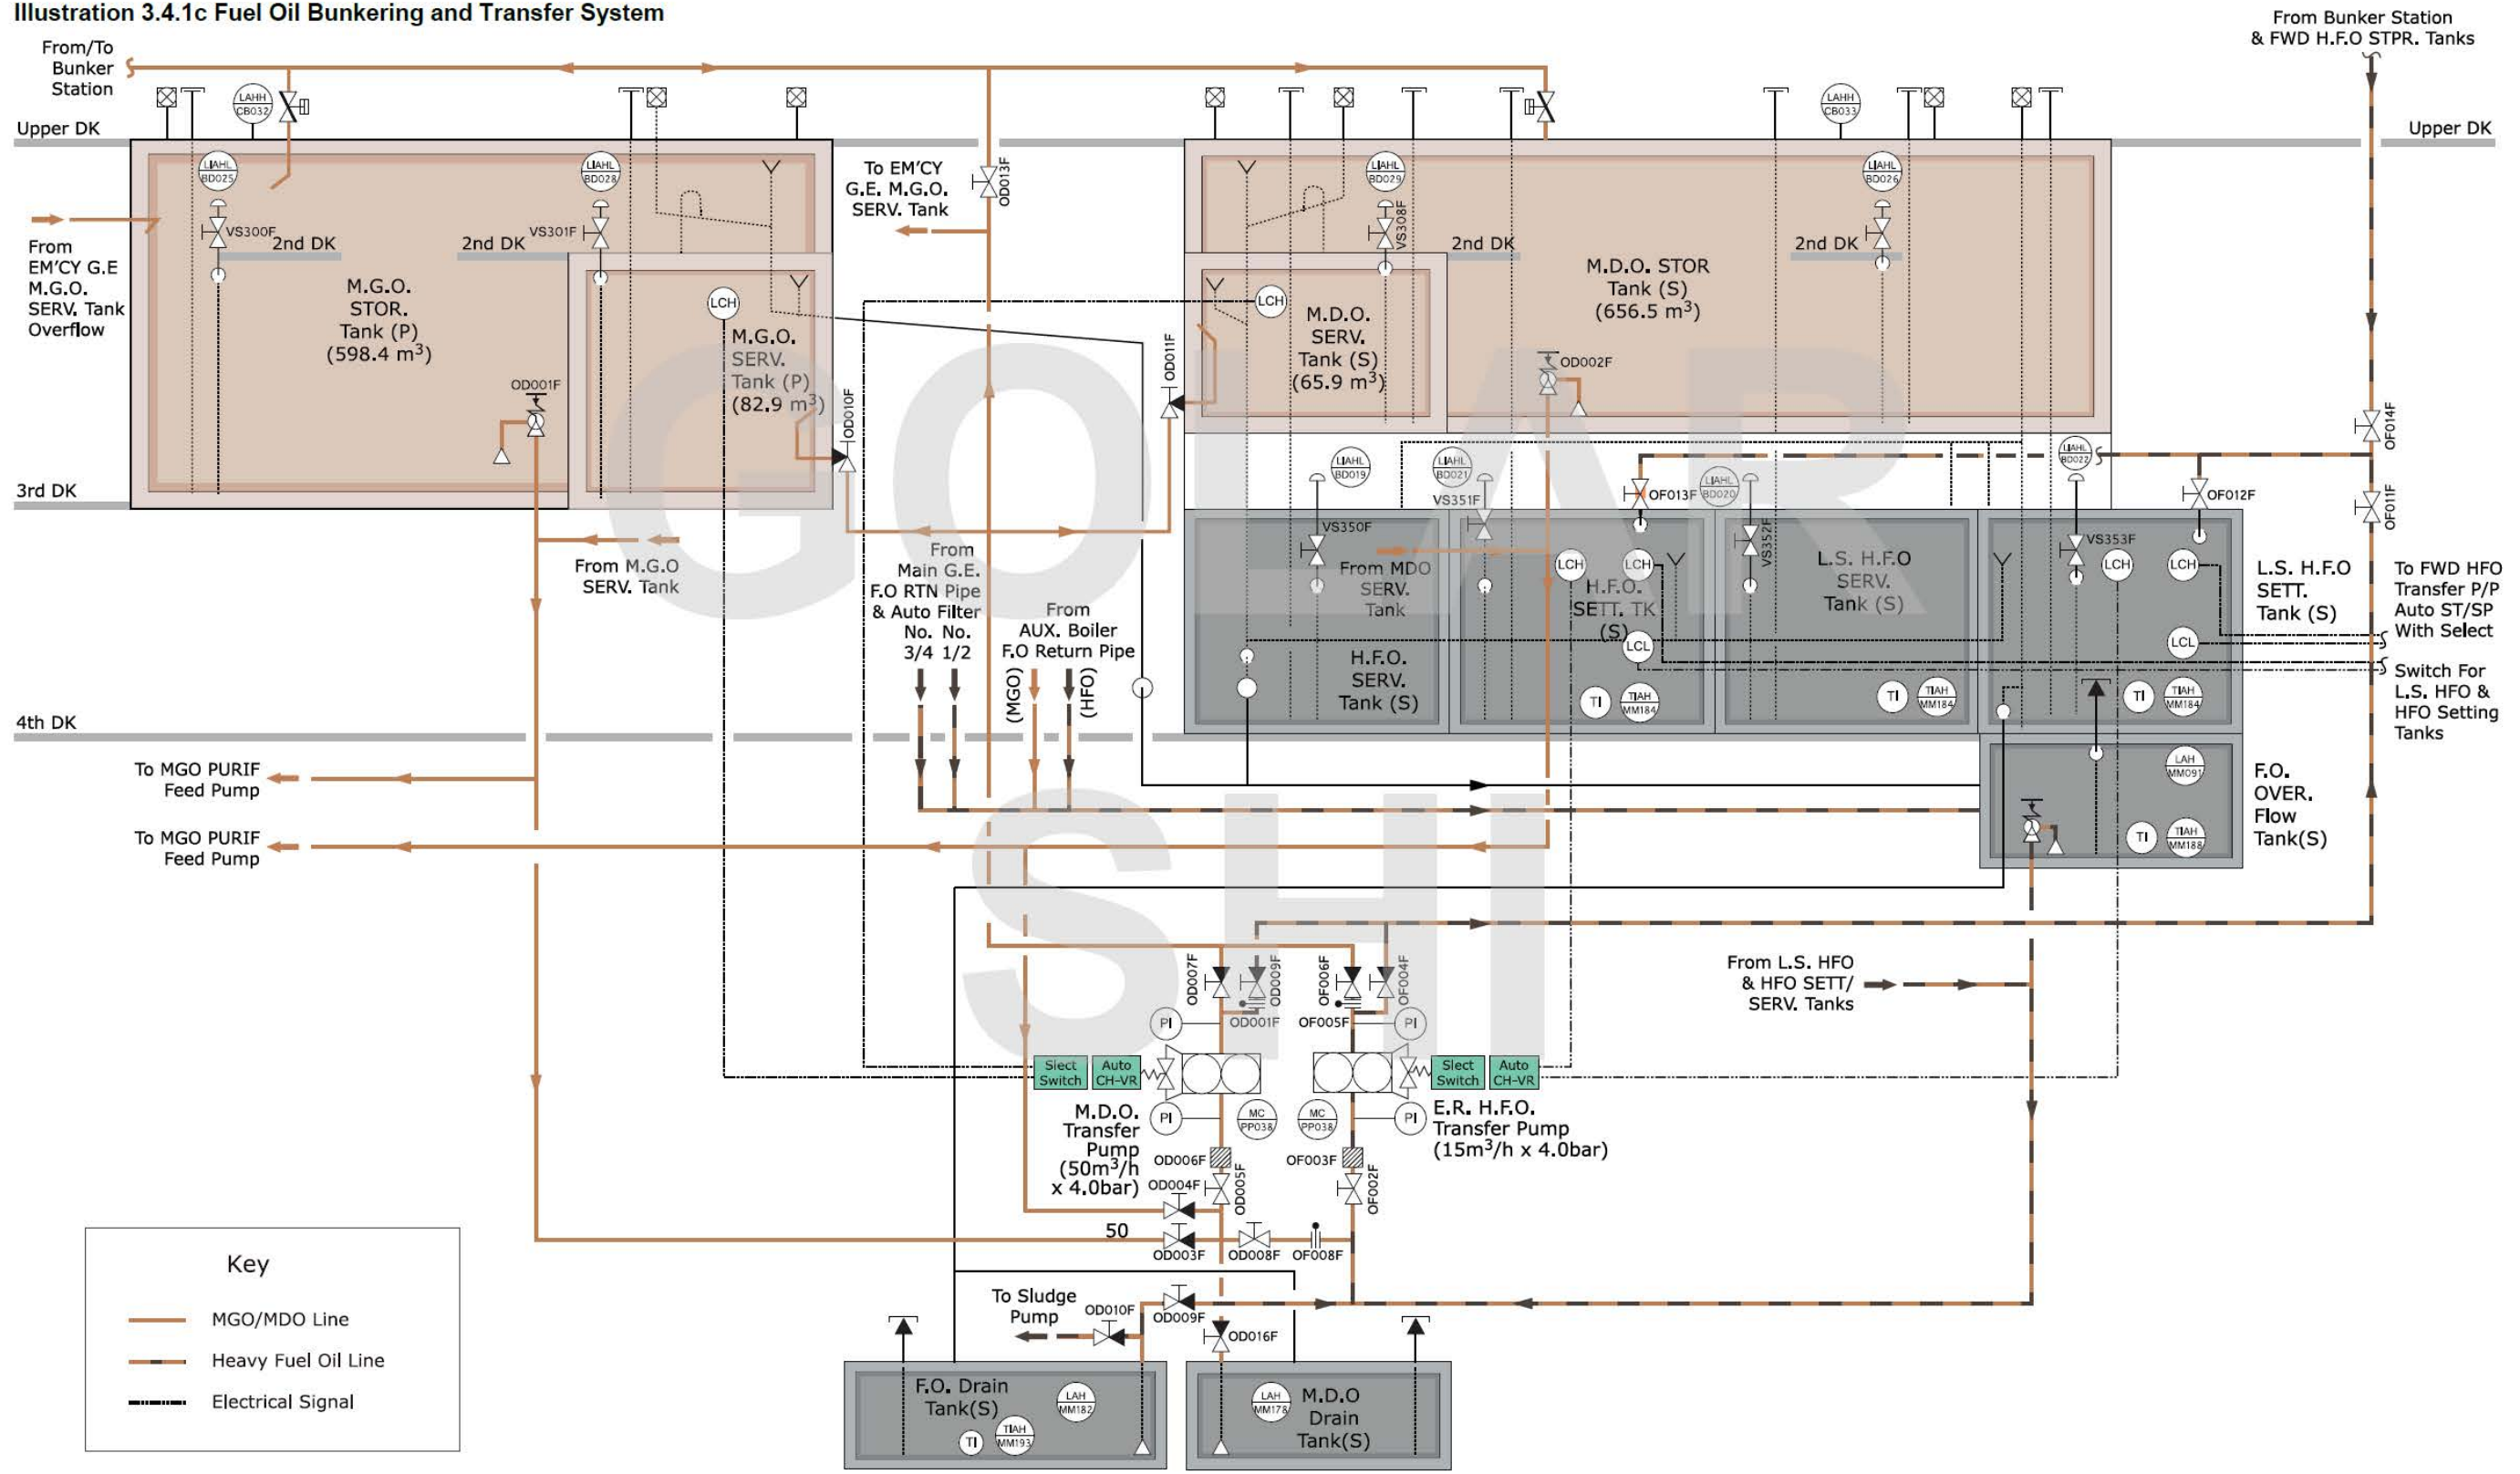 Illustration 3.4.1c Fuel Oil Bunkering and Transfer System
From/To
Bunker
Station
From Bunker Station
& FWD H.F.O STPR. Tanks
LAHH
CB032
LAHH
CB033
Upper DK
Upper DK
LIAHL
BD025
LIAHL
BD028
To EM'CY
G.E. M.G.O.
SERV. Tank
OD013F
LIAHL
BD029
LIAHL
BD026
VS300F
2nd DK
2nd DK
VS301F
VS308F
2nd DK
2nd DK
From
EM'CY G.E
M.G.O.
SERV. Tank
Overflow
M.G.O.
STOR.
Tank (P)
(598.4 m³)
LCH
M.G.O.
SERV.
Tank (P)
(82.9 m³)
LCH
M.D.O.
SERV.
Tank (S)
(65.9 m³)
M.D.O. STOR
Tank (S)
(656.5 m³)
OD001F
OD010F
OD011F
OD002F
OF014F
3rd DK
LIAHL
BD019
LIAHL
BD021
LIAHL
BD020
LIAHL
BD022
VS351F
OF013F
OF012F
OF011F
VS350F
VS352F
VS353F
From M.G.O
SERV. Tank
From
Main G.E.
F.O RTN Pipe
& Auto Filter
No. No.
3/4 1/2
From
AUX. Boiler
F.O Return Pipe
(MGO)
(HFO)
From MDO
SERV.
Tank
LCH
LCH
H.F.O.
SETT. TK
(S)
LCL
L.S. H.F.O
SERV.
Tank (S)
LCH
LCH
LCL
L.S. H.F.O
SETT.
Tank (S)
To FWD HFO
Transfer P/P
Auto ST/SP
With Select
Switch For
L.S. HFO &
HFO Setting
Tanks
H.F.O.
SERV.
Tank (S)
TI
TIAH
MM184
TI
TIAH
MM184
TI
TIAH
MM184
4th DK
To MGO PURIF
Feed Pump
To MGO PURIF
Feed Pump
LAH
MM091
TI
TIAH
MM188
F.O.
OVER.
Flow
Tank(S)
From L.S. HFO
& HFO SETT/
SERV. Tanks
OD007F
OD009F
OF006F
OF004F
PI
OD001F
OF005F
PI
Slect
Switch
Auto
CH-VR
Slect
Switch
Auto
CH-VR
M.D.O.
Transfer
Pump
(50m³/h
x 4.0bar)
PI
MC
PP038
MC
PP038
PI
E.R. H.F.O.
Transfer Pump
(15m³/h x 4.0bar)
OD006F
OF003F
OD004F
OD005F
OF002F
50
OD003F
OD008F
OF008F
To Sludge
Pump
OD010F
OD009F
OD016F
F.O. Drain
Tank(S)
LAH
MM182
TI
TIAH
MM193
LAH
MM178
M.D.O
Drain
Tank(S)
Key
MGO/MDO Line
Heavy Fuel Oil Line
Electrical Signal
GOLAR
SHI